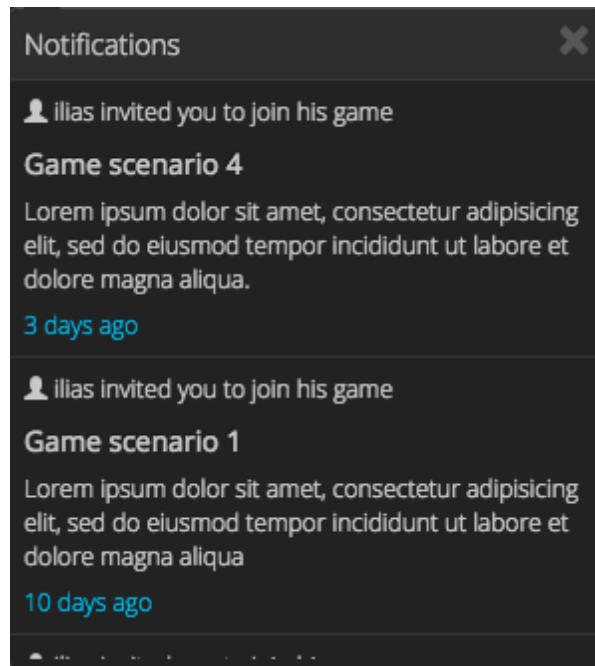 Notifications
ilias invited you to join his game
Game scenario 4
Lorem ipsum dolor sit amet, consectetur adipisicing
elit, sed do eiusmod tempor incididunt ut labore et
dolore magna aliqua.
3 days ago
ilias invited you to join his game
Game scenario 1
Lorem ipsum dolor sit amet, consectetur adipisicing
elit, sed do eiusmod tempor incididunt ut labore et
dolore magna aliqua
10 days ago